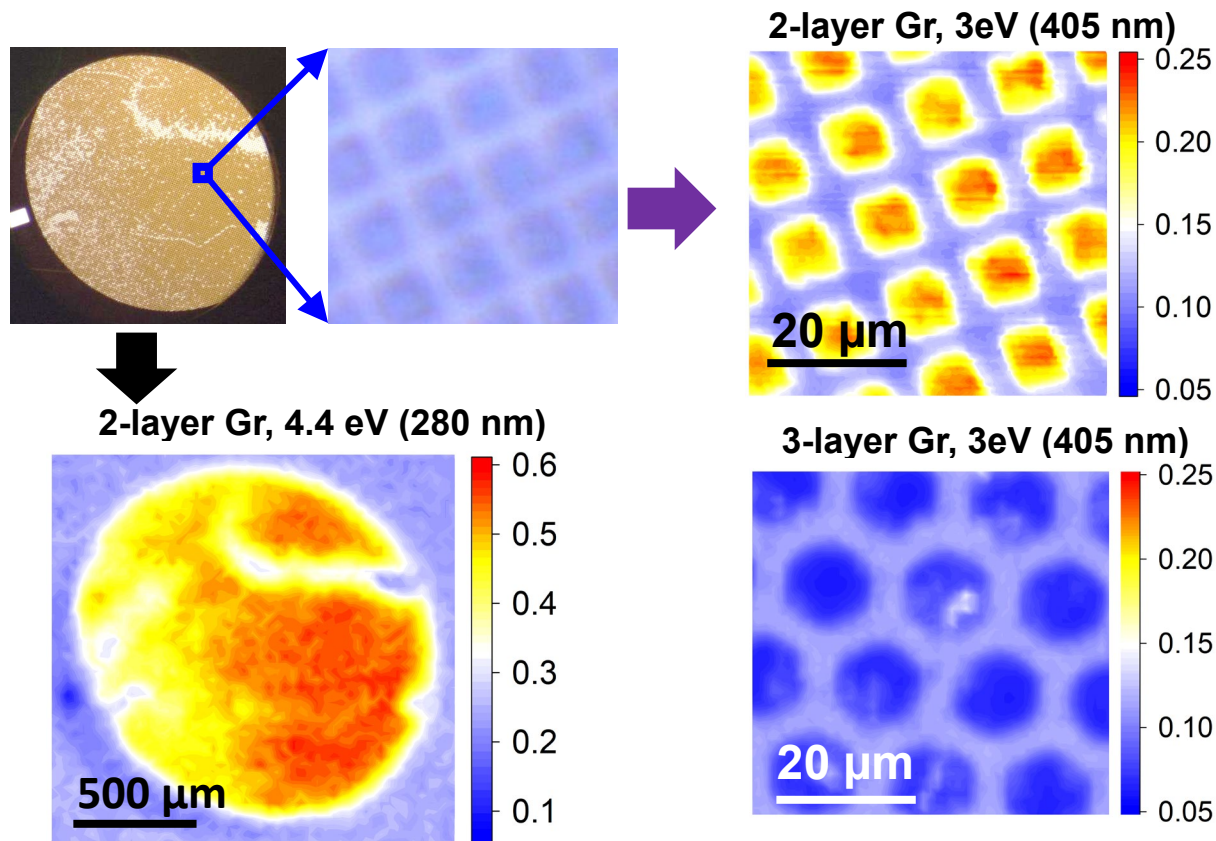 2-layer Gr, 3eV (405 nm)
0.25
0.20
0.15
0.10
0.05
20 µm
2-layer Gr, 4.4 eV (280 nm)
0.6
0.5
0.4
0.3
0.2
0.1
500 µm
3-layer Gr, 3eV (405 nm)
0.25
0.20
0.15
0.10
0.05
20 µm